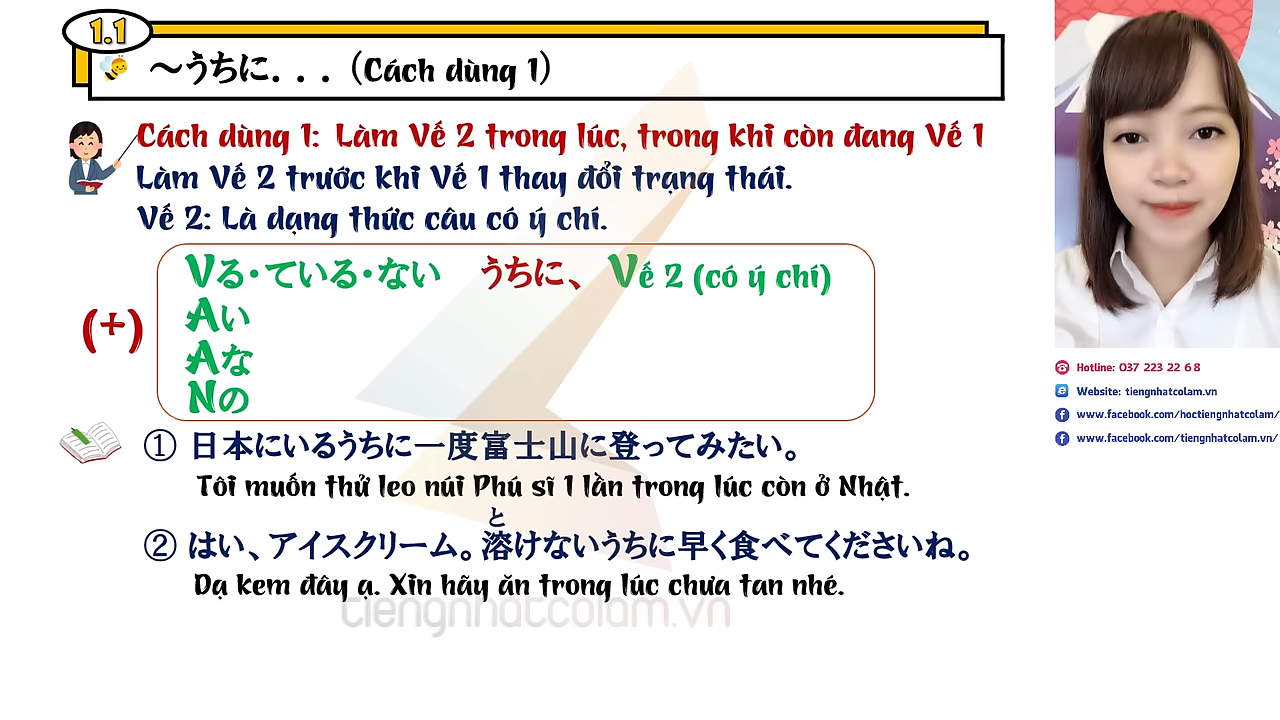 1.1
～うちに．．．（Cách dùng 1）
Cách dùng 1: Làm Vế 2 trong lúc, trong khi còn đang Vế 1
Làm Vế 2 trước khi Vế 1 thay đổi trạng thái.
Vế 2: Là dạng thức câu có ý chí.
Vる・ている・ない うちに、 Vế 2 (có ý chí)
(+)
Aい
Aな
Nの
① 日本にいるうちに一度富士山に登ってみたい。
Tôi muốn thử leo núi Phú sĩ 1 lần trong lúc còn ở Nhật.
と
② はい、アイスクリーム。溶けないうちに早く食べてくださいね。
Dạ kem đây ạ. Xin hãy ăn trong lúc chưa tan nhé.
tiengnhatcolam.vn
Hotline: 037 223 22 68
Website: tiengnhatcolam.vn
www.facebook.com/hoctiengnhatcolam/
www.facebook.com/tiengnhatcolam.vn/